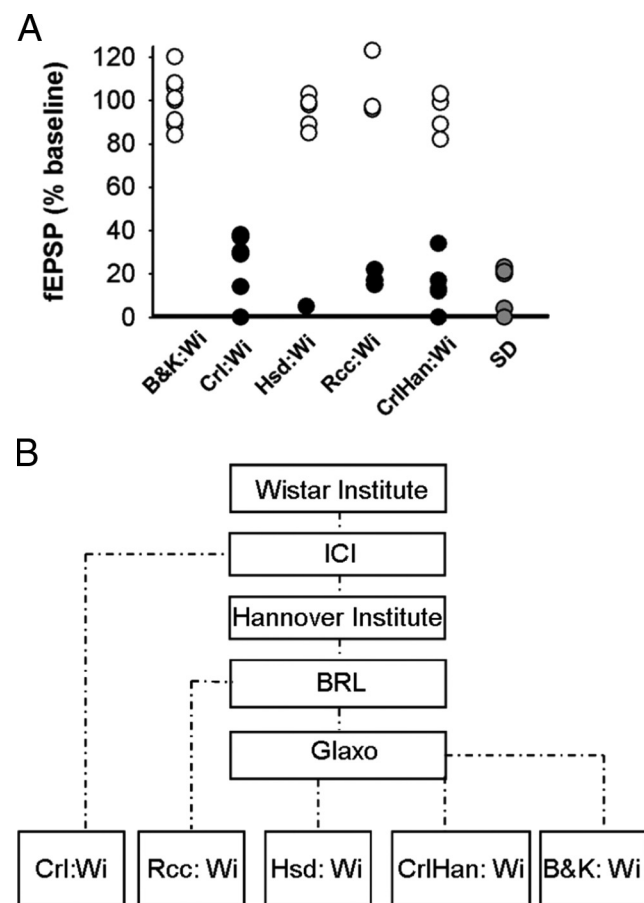 A
fEPSP (% baseline)
120
100
80
60
40
20
0
B&K:Wi
Crl:Wi
Hsd:Wi
Rcc:Wi
CrlHan:Wi
SD
B
Wistar Institute
ICI
Hannover Institute
BRL
Glaxo
Crl:Wi
Rcc: Wi
Hsd: Wi
CrlHan: Wi
B&K: Wi